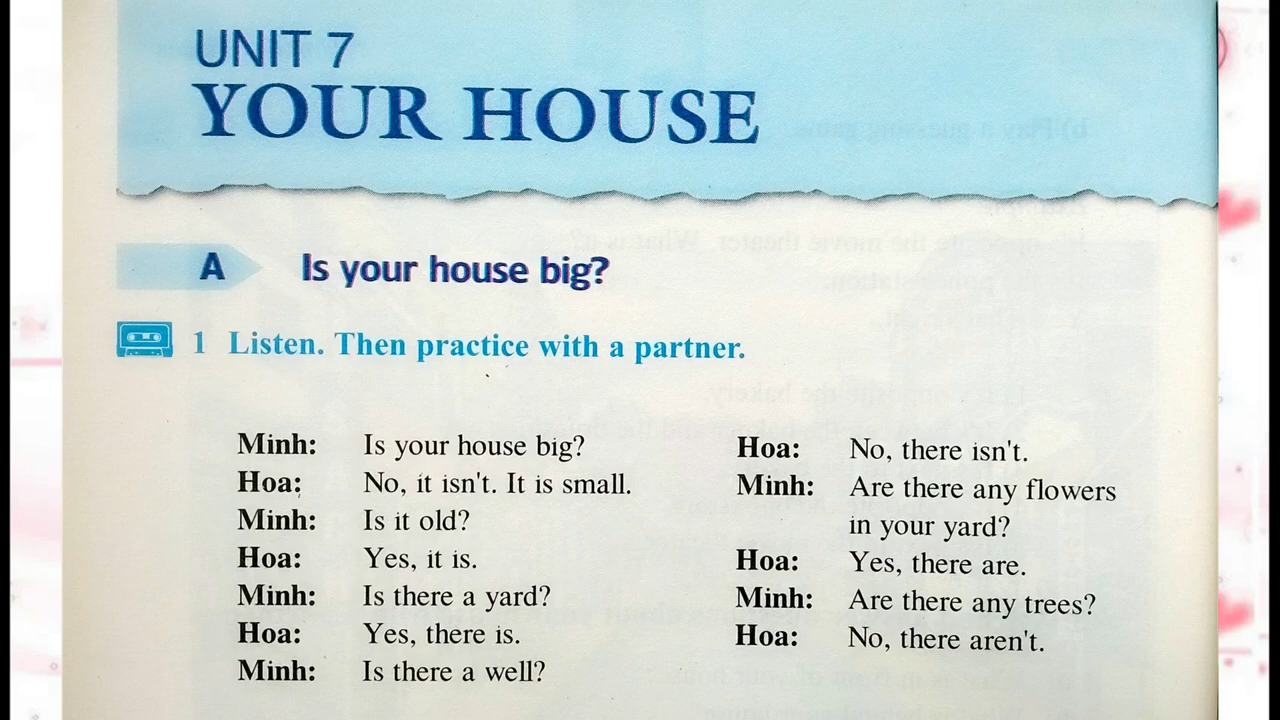 UNIT 7
YOUR HOUSE
A Is your house big?
1 Listen. Then practice with a partner.
Minh: Is your house big?
Hoa: No, it isn't. It is small.
Minh: Is it old?
Hoa: Yes, it is.
Minh: Is there a yard?
Hoa: Yes, there is.
Minh: Is there a well?
Hoa: No, there isn't.
Minh: Are there any flowers
in your yard?
Hoa: Yes, there are.
Minh: Are there any trees?
Hoa: No, there aren't.